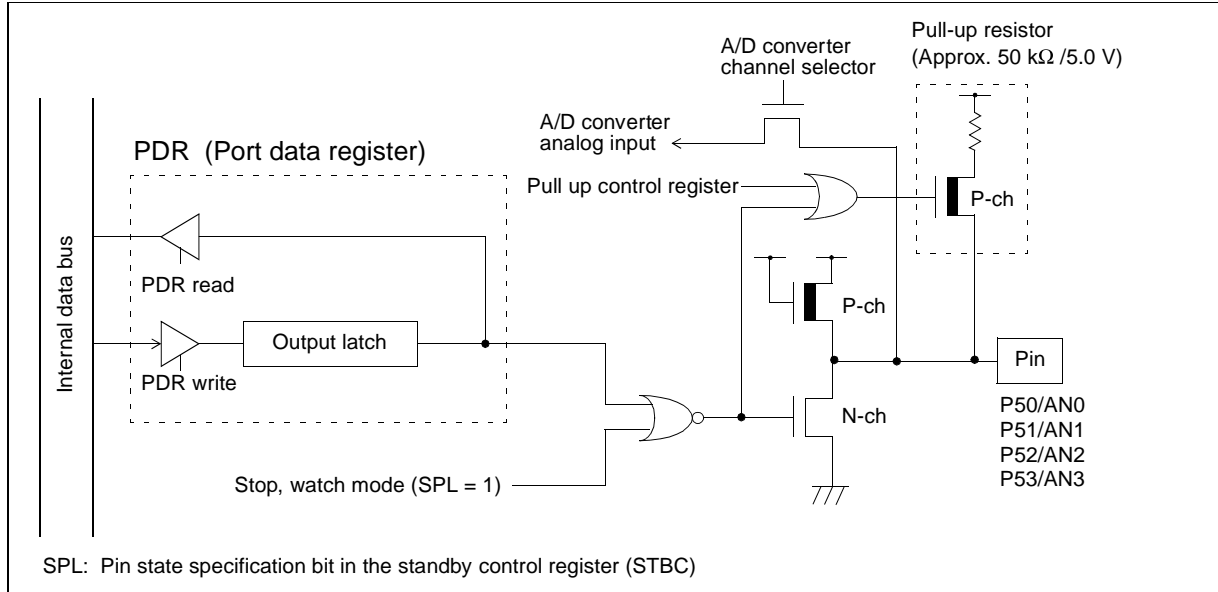 Pull-up resistor
(Approx. 50 kΩ /5.0 V)
A/D converter
channel selector
A/D converter
analog input
PDR (Port data register)
Pull up control register
P-ch
Internal data bus
PDR read
P-ch
Output latch
Pin
PDR write
N-ch
P50/AN0
P51/AN1
P52/AN2
P53/AN3
Stop, watch mode (SPL = 1)
SPL: Pin state specification bit in the standby control register (STBC)